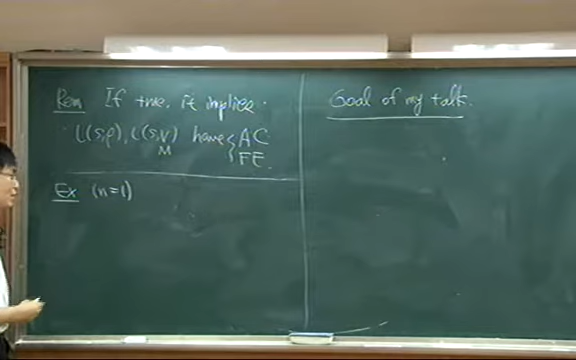 Rem If true, it implies
L(s,ρ), L(s,V) have { AC
M FE.
Ex (n=1)
Goal of my talk.